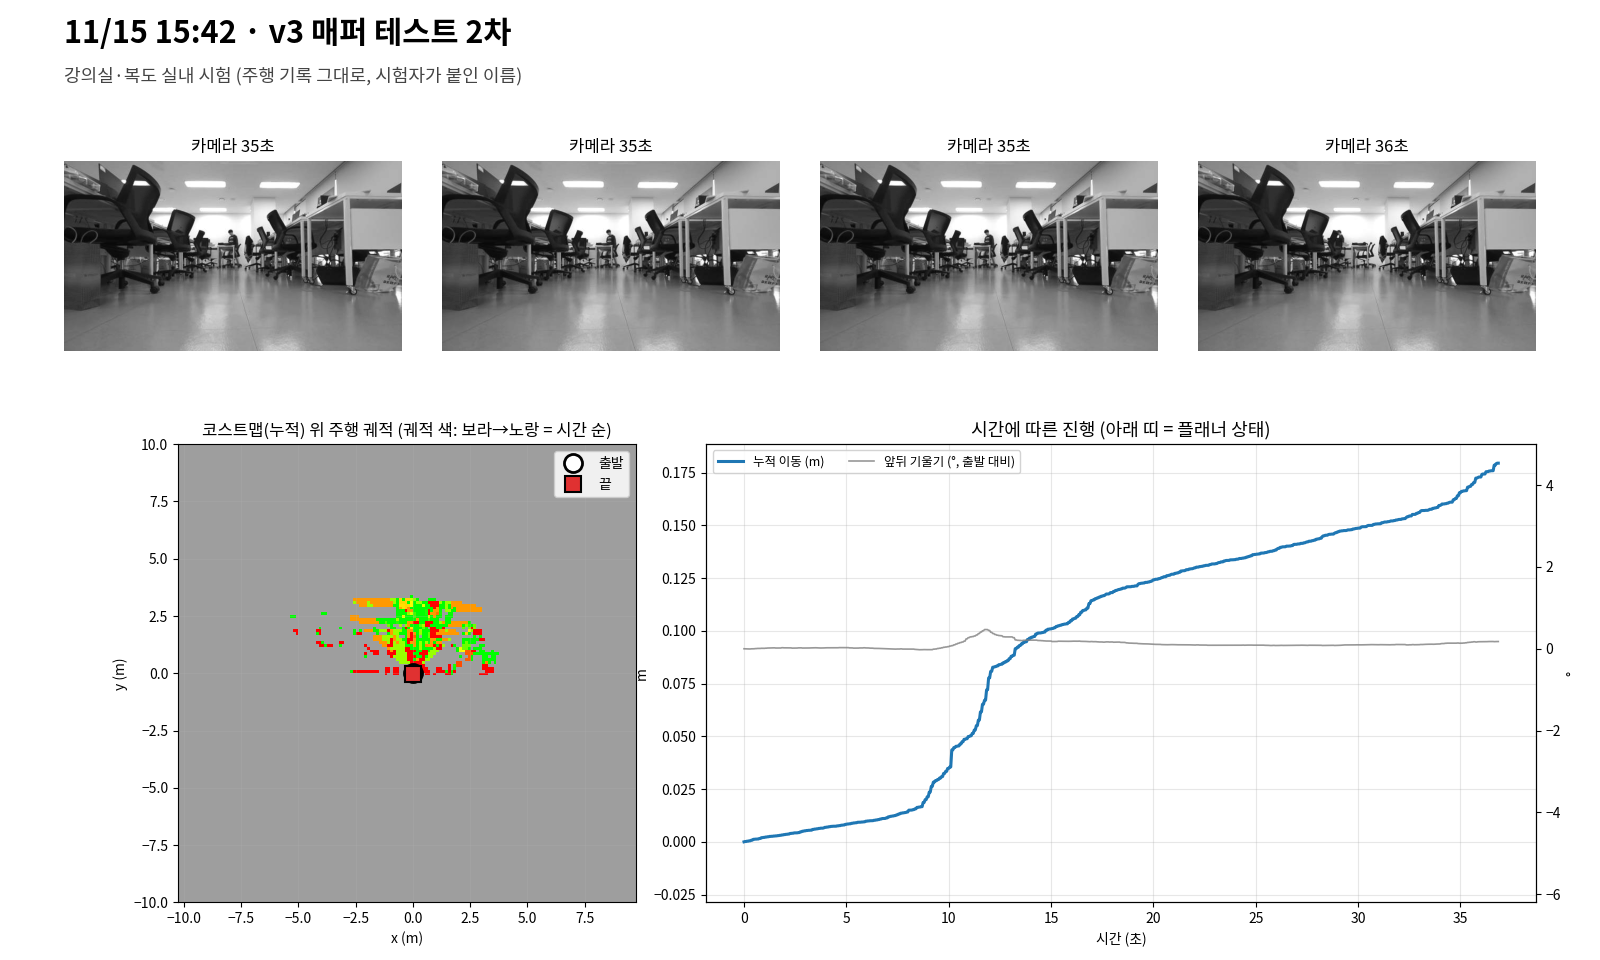 11/15 15:42 · v3 매퍼 테스트 2차
강의실·복도 실내 시험 (주행 기록 그대로, 시험자가 붙인 이름)
카메라 35초
카메라 35초
카메라 35초
카메라 36초
코스트맵(누적) 위 주행 궤적 (궤적 색: 보라→노랑 = 시간 순)
출발
끝
10.0
7.5
5.0
2.5
0.0
−2.5
−5.0
−7.5
−10.0
y (m)
−10.0 −7.5 −5.0 −2.5 0.0 2.5 5.0 7.5
x (m)
시간에 따른 진행 (아래 띠 = 플래너 상태)
누적 이동 (m) 앞뒤 기울기 (°, 출발 대비)
0.175
0.150
0.125
0.100
0.075
0.050
0.025
0.000
−0.025
m
4
2
0
−2
−4
−6
°
0 5 10 15 20 25 30 35
시간 (초)